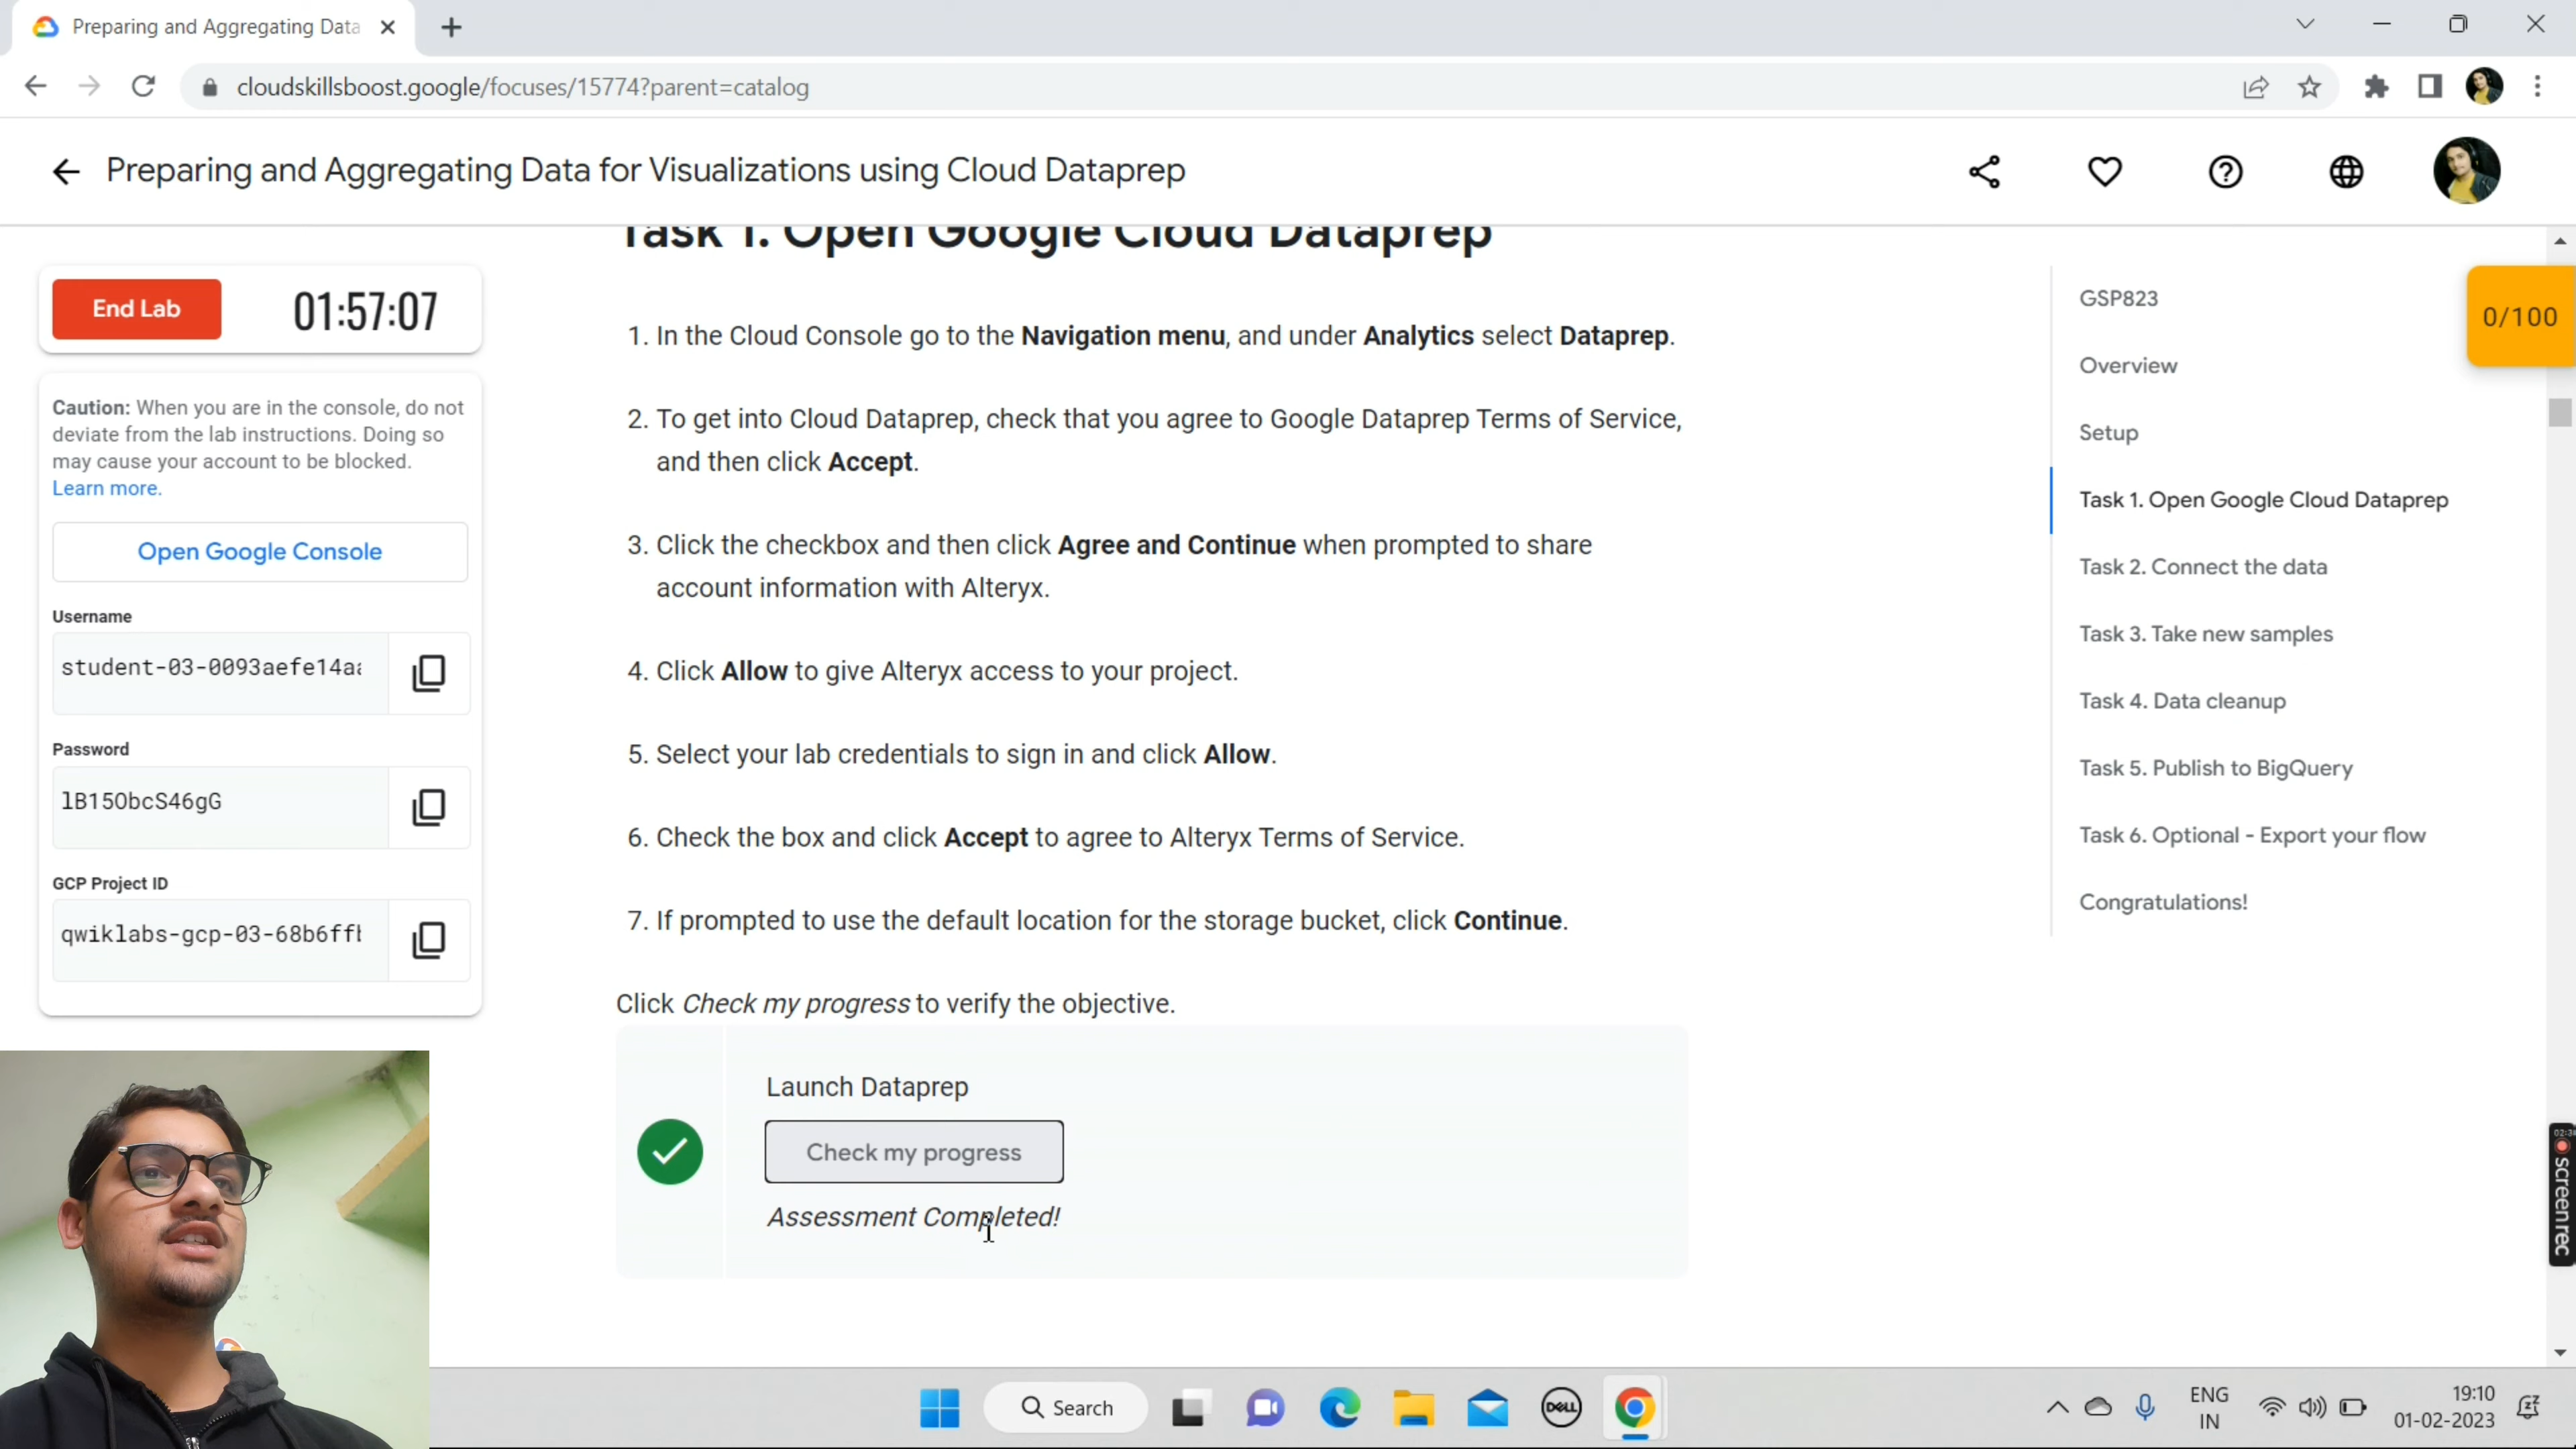 Preparing and Aggregating Data
cloudskillsboost.google/focuses/15774?parent=catalog
Preparing and Aggregating Data for Visualizations using Cloud Dataprep
End Lab
01:57:07
Caution: When you are in the console, do not
deviate from the lab instructions. Doing so
may cause your account to be blocked.
Learn more.
Open Google Console
Username
student-03-0093aefe14aa
Password
lB15ObcS46gG
GCP Project ID
qwiklabs-gcp-03-68b6ff
Task 1. Open Google Cloud Dataprep
1. In the Cloud Console go to the Navigation menu, and under Analytics select Dataprep.
2. To get into Cloud Dataprep, check that you agree to Google Dataprep Terms of Service,
and then click Accept.
3. Click the checkbox and then click Agree and Continue when prompted to share
account information with Alteryx.
4. Click Allow to give Alteryx access to your project.
5. Select your lab credentials to sign in and click Allow.
6. Check the box and click Accept to agree to Alteryx Terms of Service.
7. If prompted to use the default location for the storage bucket, click Continue.
Click Check my progress to verify the objective.
Launch Dataprep
Check my progress
Assessment Completed!
GSP823
Overview
Setup
Task 1. Open Google Cloud Dataprep
Task 2. Connect the data
Task 3. Take new samples
Task 4. Data cleanup
Task 5. Publish to BigQuery
Task 6. Optional - Export your flow
Congratulations!
0/100
screenrec
Search
DELL
ENG
IN
19:10
01-02-2023